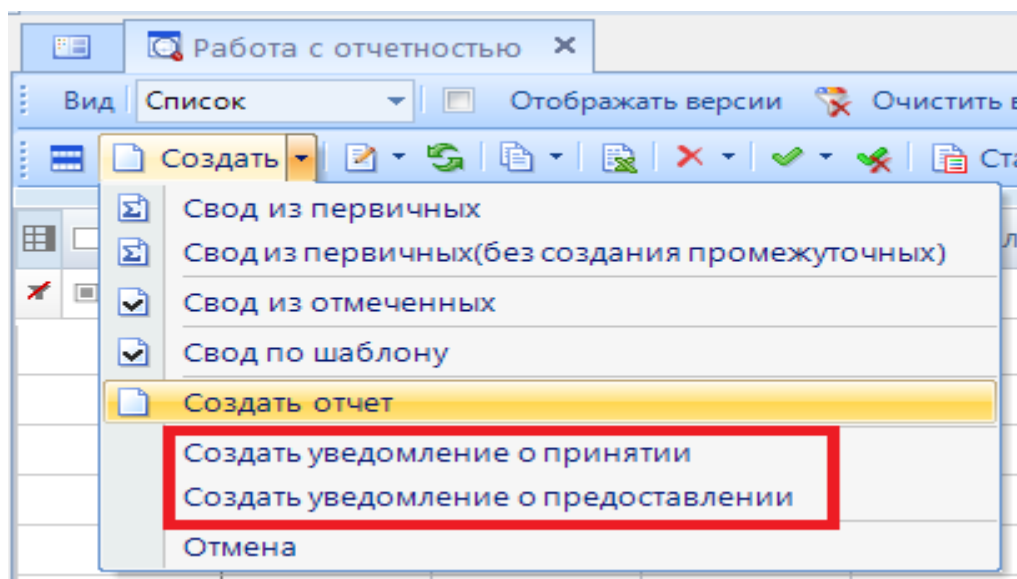 Работа с отчетностью
Вид Список Отображать версии Очистить
Создать
Свод из первичных
Свод из первичных(без создания промежуточных)
Свод из отмеченных
Свод по шаблону
Создать отчет
Создать уведомление о принятии
Создать уведомление о предоставлении
Отмена